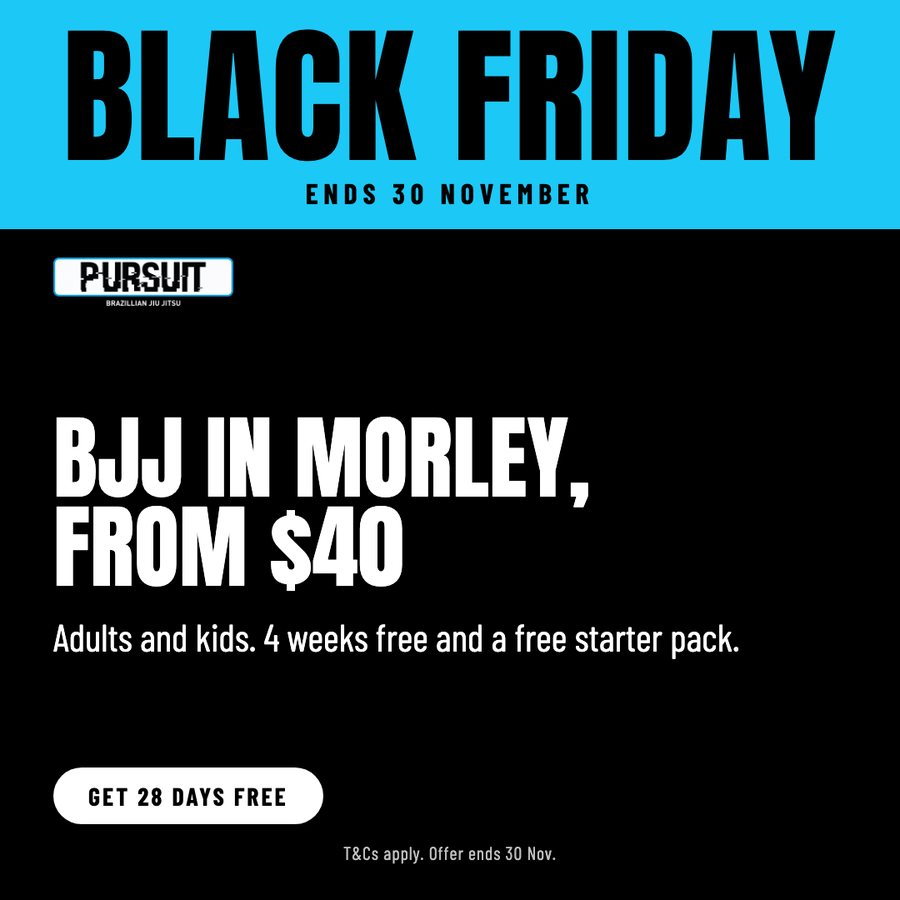 BLACK FRIDAY
ENDS 30 NOVEMBER
PURSUIT
BRAZILLIAN JIU JITSU
BJJ IN MORLEY,
FROM $40
Adults and kids. 4 weeks free and a free starter pack.
GET 28 DAYS FREE
T&Cs apply. Offer ends 30 Nov.